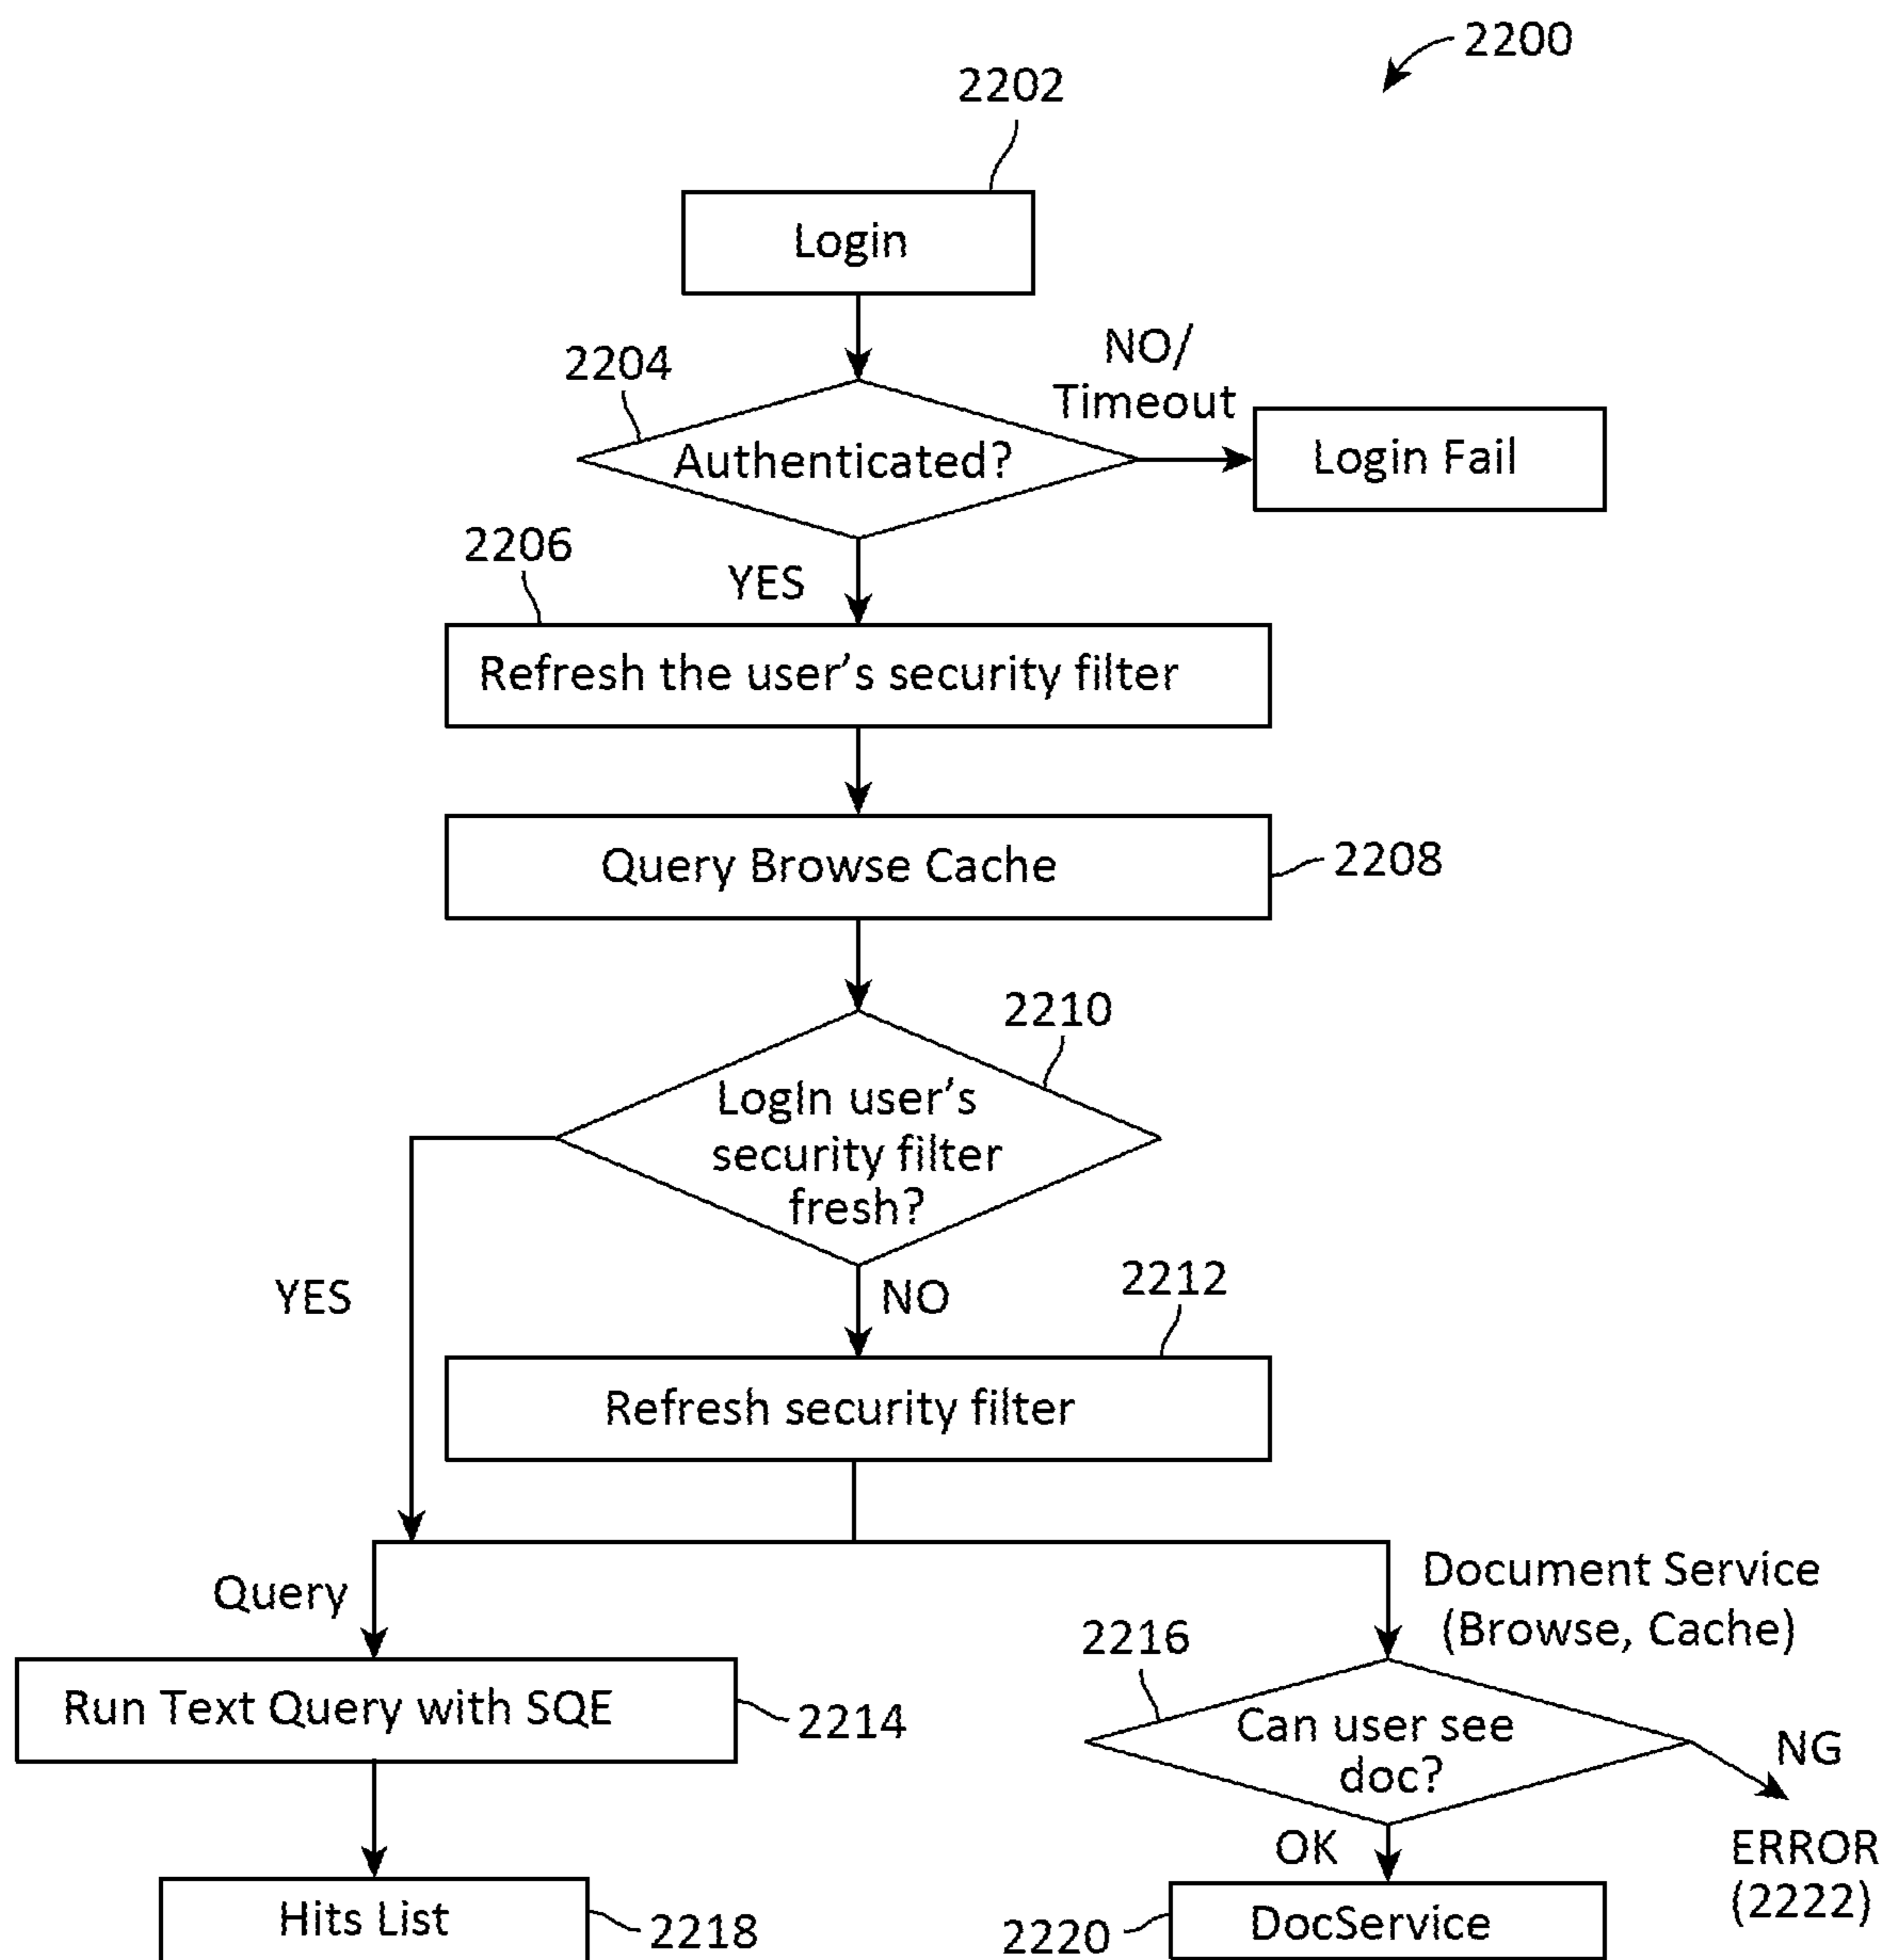 2200
2202
Login
2204
NO/
Timeout
Authenticated?
Login Fail
2206
YES
Refresh the user's security filter
Query Browse Cache
2208
2210
LogIn user's
security filter
fresh?
YES
NO
2212
Refresh security filter
Query
Document Service
(Browse, Cache)
2216
Run Text Query with SQE
2214
Can user see
doc?
NG
OK
ERROR
(2222)
Hits List
2218
2220
DocService